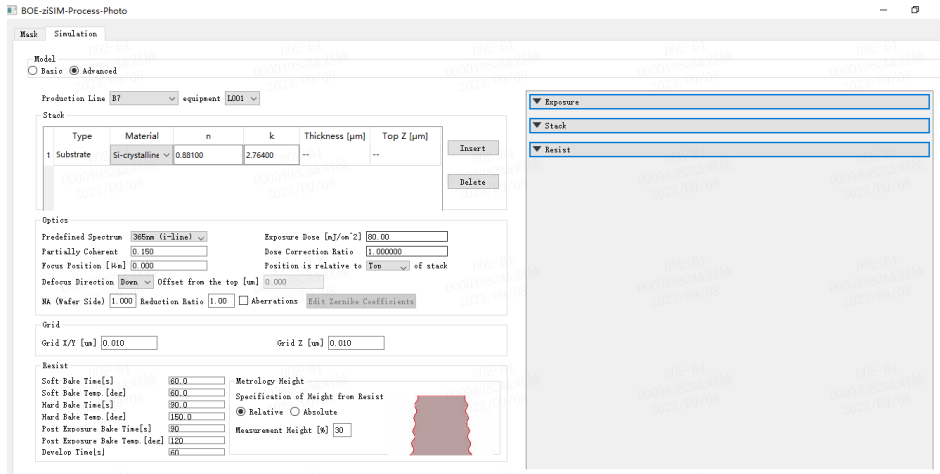 BOE-ziSIM-Process-Photo
Mask Simulation
Model
Basic Advanced
Production Line B7 equipment L001
Stack
Type Material n k Thickness [μm] Top Z [μm]
1 Substrate Si-crystalline 0.88100 2.76400 -- --
Insert
Delete
Optics
Predefined Spectrum 365nm (i-line) Exposure Dose [mJ/cm^2] 80.00
Partially Coherent 0.150 Dose Correction Ratio 1.000000
Focus Position [μm] 0.000 Position is relative to Top of stack
Defocus Direction Down Offset from the top [um] 0.000
NA (Wafer Side) 1.000 Reduction Ratio 1.00 Aberrations Edit Zernike Coefficients
Grid
Grid X/Y [um] 0.010 Grid Z [um] 0.010
Resist
Soft Bake Time[s] 60.0
Soft Bake Temp.[deg] 60.0
Hard Bake Time[s] 90.0
Hard Bake Temp.[deg] 150.0
Post Exposure Bake Time[s] 90
Post Exposure Bake Temp.[deg] 120
Develop Time[s] 60
Metrology Height
Specification of Height from Resist
Relative Absolute
Measurement Height [%] 30
Exposure
Stack
Resist
2023/09/08